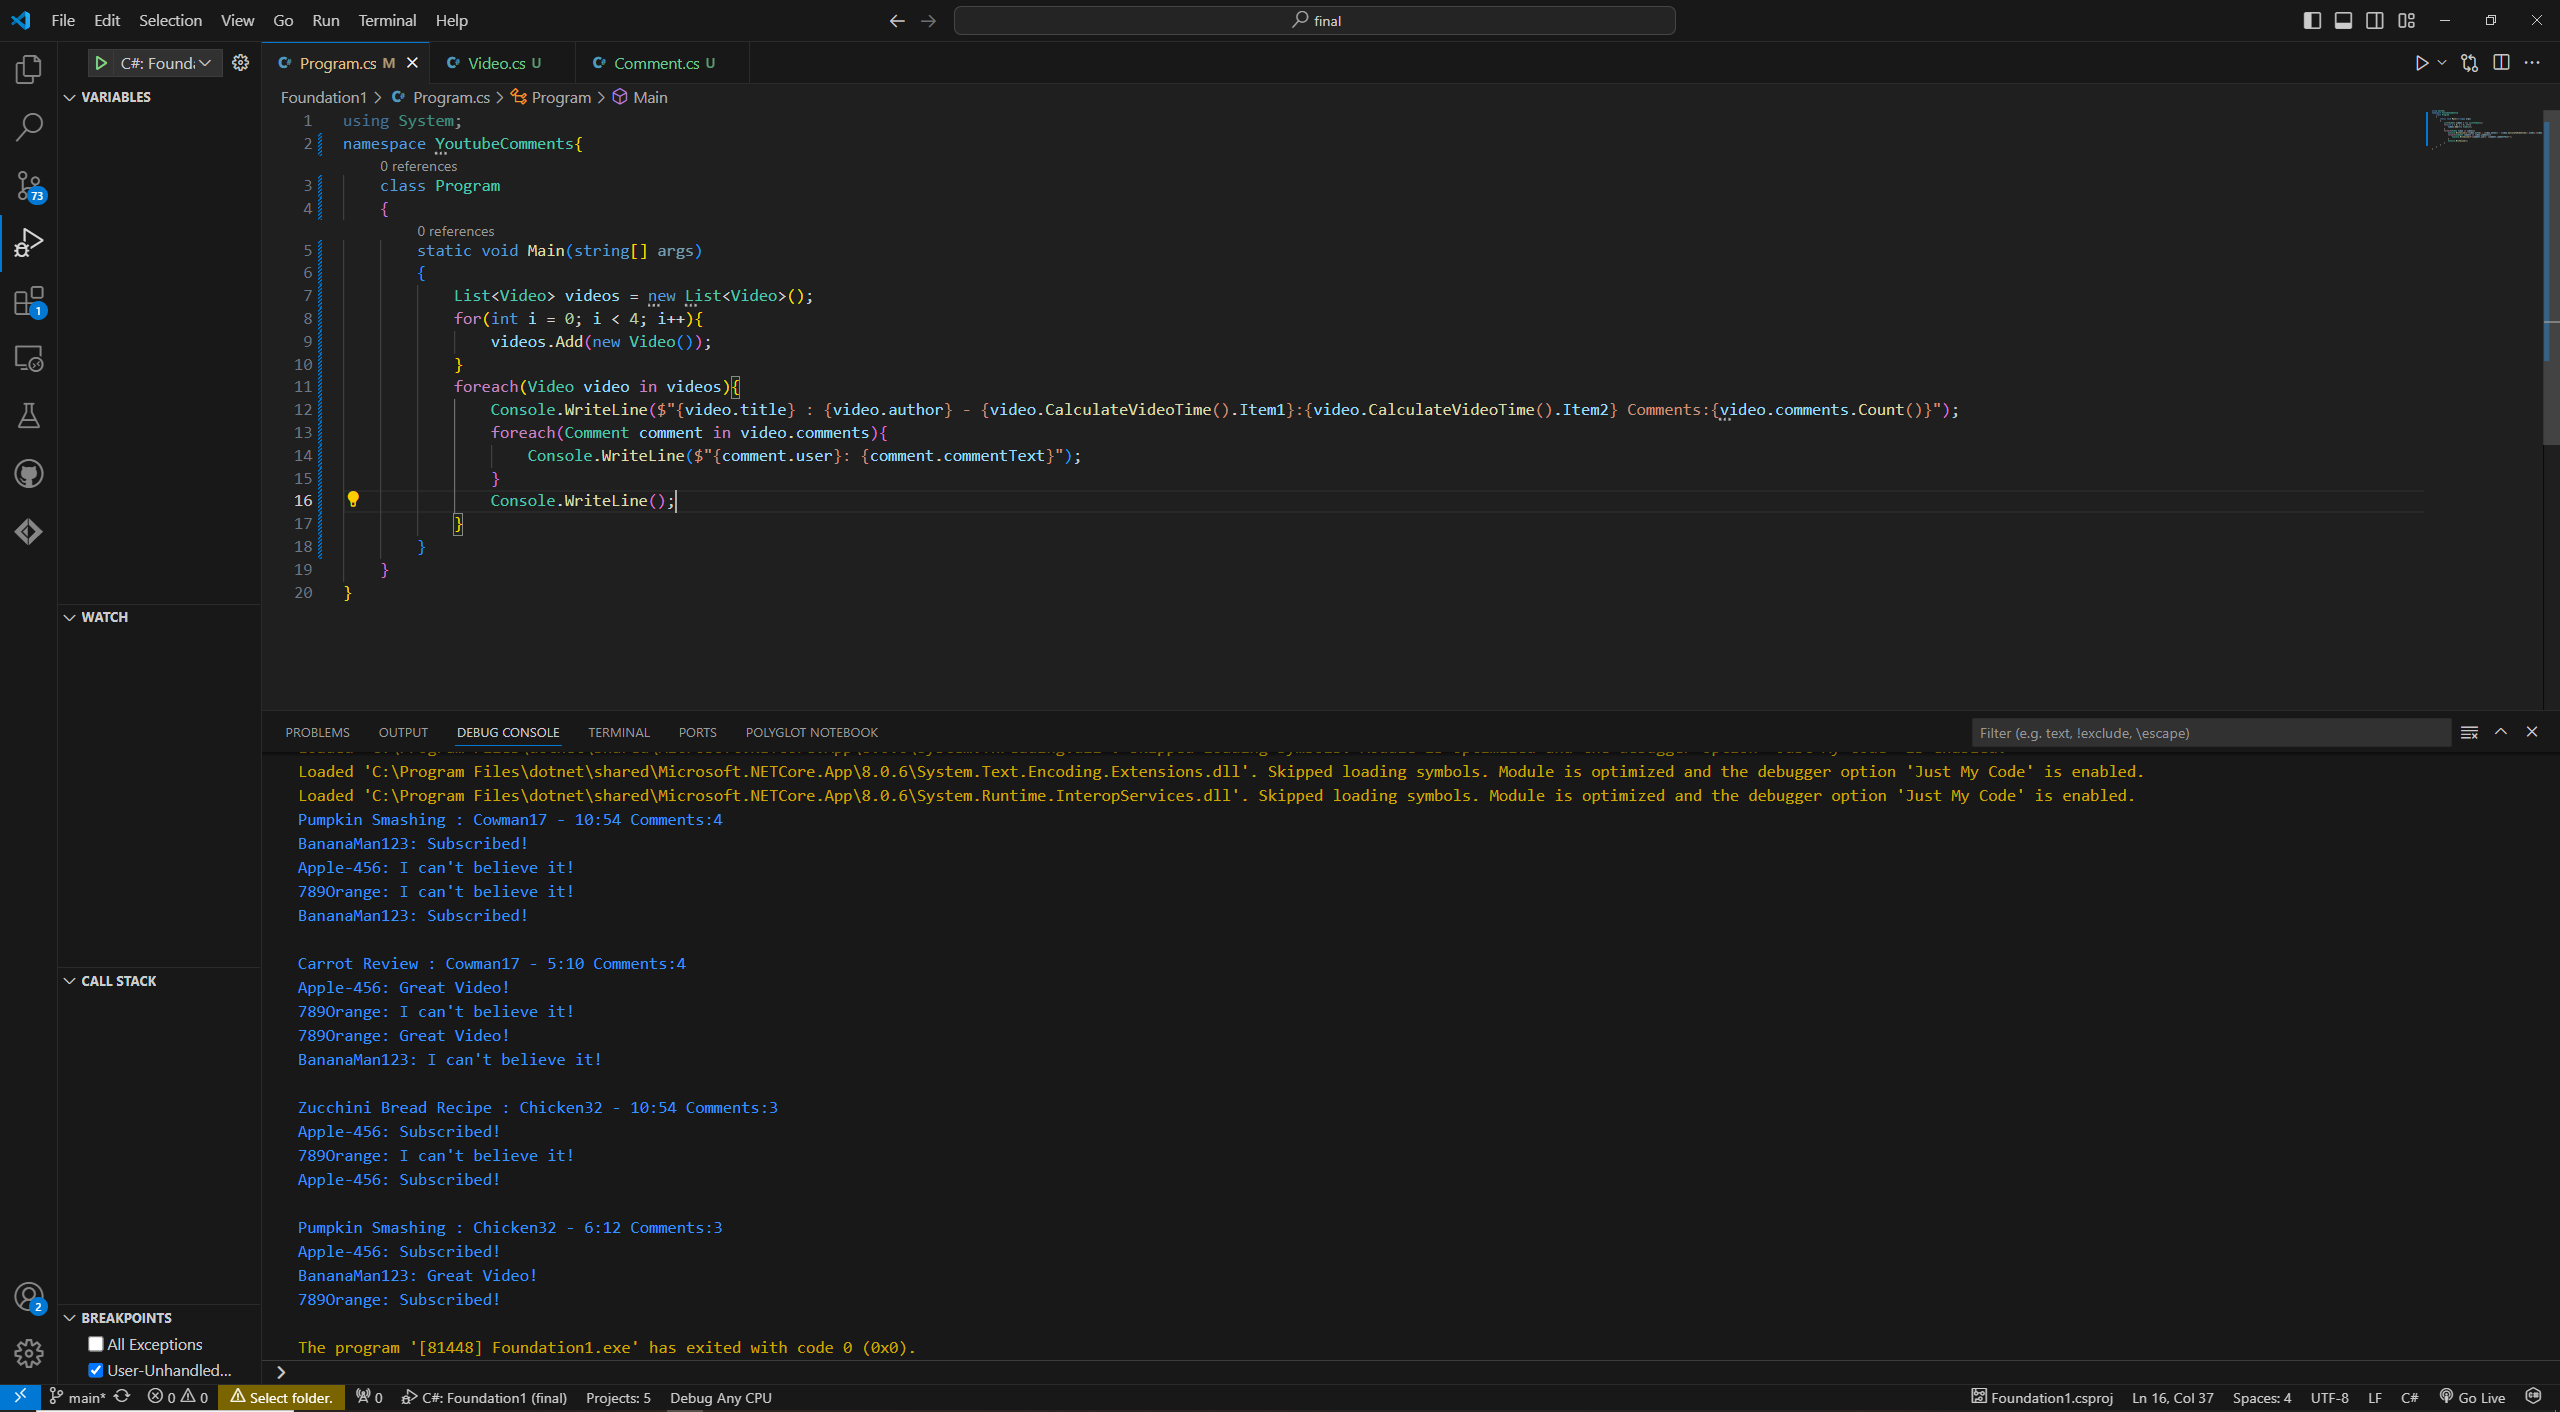 File Edit Selection View Go Run Terminal Help
final
C#: Found
Program.cs M
Video.cs U
Comment.cs U
VARIABLES
Foundation1 > Program.cs > Program > Main
1 using System;
2 namespace YoutubeComments{
0 references
3 class Program
4 {
0 references
5 static void Main(string[] args)
6 {
7 List<Video> videos = new List<Video>();
8 for(int i = 0; i < 4; i++){
9 videos.Add(new Video());
10 }
11 foreach(Video video in videos){
12 Console.WriteLine($"{video.title} : {video.author} - {video.CalculateVideoTime().Item1}:{video.CalculateVideoTime().Item2} Comments:{video.comments.Count()}");
13 foreach(Comment comment in video.comments){
14 Console.WriteLine($"{comment.user}: {comment.commentText}");
15 }
16 Console.WriteLine();
17 }
18 }
19 }
20 }
73
1
WATCH
CALL STACK
BREAKPOINTS
All Exceptions
User-Unhandled...
2
PROBLEMS OUTPUT DEBUG CONSOLE TERMINAL PORTS POLYGLOT NOTEBOOK
Filter (e.g. text, !exclude, \escape)
Loaded 'C:\Program Files\dotnet\shared\Microsoft.NETCore.App\8.0.6\System.Text.Encoding.Extensions.dll'. Skipped loading symbols. Module is optimized and the debugger option 'Just My Code' is enabled.
Loaded 'C:\Program Files\dotnet\shared\Microsoft.NETCore.App\8.0.6\System.Runtime.InteropServices.dll'. Skipped loading symbols. Module is optimized and the debugger option 'Just My Code' is enabled.
Pumpkin Smashing : Cowman17 - 10:54 Comments:4
BananaMan123: Subscribed!
Apple-456: I can't believe it!
789Orange: I can't believe it!
BananaMan123: Subscribed!
Carrot Review : Cowman17 - 5:10 Comments:4
Apple-456: Great Video!
789Orange: I can't believe it!
789Orange: Great Video!
BananaMan123: I can't believe it!
Zucchini Bread Recipe : Chicken32 - 10:54 Comments:3
Apple-456: Subscribed!
789Orange: I can't believe it!
Apple-456: Subscribed!
Pumpkin Smashing : Chicken32 - 6:12 Comments:3
Apple-456: Subscribed!
BananaMan123: Great Video!
789Orange: Subscribed!
The program '[81448] Foundation1.exe' has exited with code 0 (0x0).
main* 0 0 Select folder. 0 C#: Foundation1 (final) Projects: 5 Debug Any CPU
Foundation1.csproj Ln 16, Col 37 Spaces: 4 UTF-8 LF C# Go Live